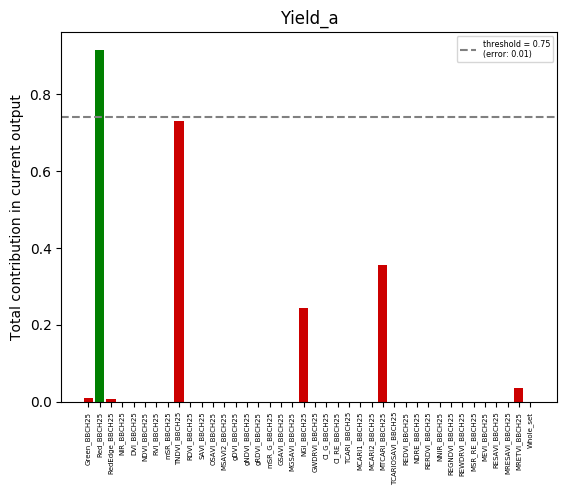 Yield_a
threshold = 0.75
(error: 0.01)
Total contribution in current output
0.8
0.6
0.4
0.2
0.0
Green_BBCH25
Red_BBCH25
RedEdge_BBCH25
NIR_BBCH25
DVI_BBCH25
NDVI_BBCH25
RVI_BBCH25
mSR_BBCH25
TNDVI_BBCH25
RDVI_BBCH25
SAVI_BBCH25
OSAVI_BBCH25
MSAVI2_BBCH25
gDVI_BBCH25
gNDVI_BBCH25
gRDVI_BBCH25
mSR_G_BBCH25
GSAVI_BBCH25
MGSAVI_BBCH25
NGI_BBCH25
GWDRVI_BBCH25
CI_G_BBCH25
CI_RE_BBCH25
TCARI_BBCH25
MCARI1_BBCH25
MCARI2_BBCH25
MTCARI_BBCH25
TCARIOSAVI_BBCH25
REDVI_BBCH25
NDRE_BBCH25
RERDVI_BBCH25
NNIR_BBCH25
REGNDVI_BBCH25
REWDRVI_BBCH25
MSR_RE_BBCH25
MEVI_BBCH25
RESAVI_BBCH25
MRESAVI_BBCH25
MRETVI_BBCH25
Whole_set